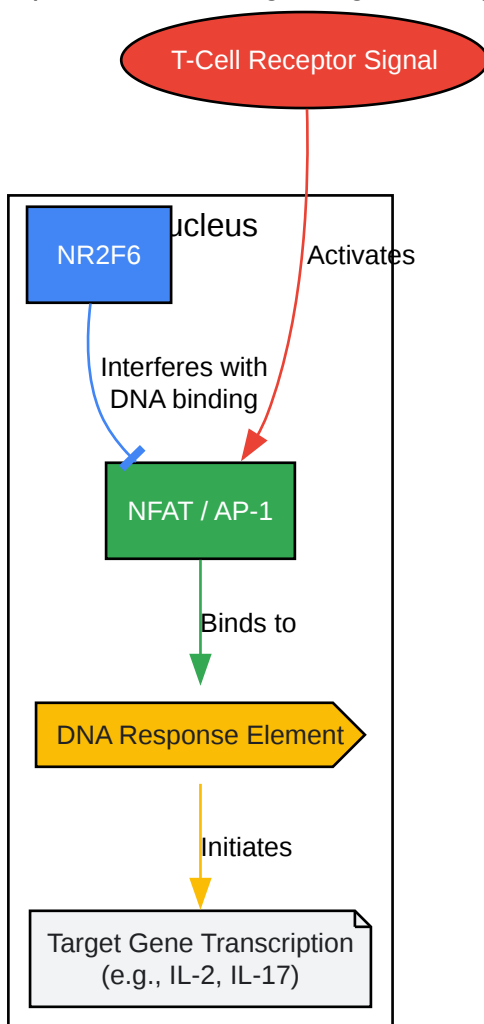 T-Cell Receptor Signal
ucleus
NR2F6
Activates
Interferes with
DNA binding
NFAT / AP-1
Binds to
DNA Response Element
Initiates
Target Gene Transcription
(e.g., IL-2, IL-17)